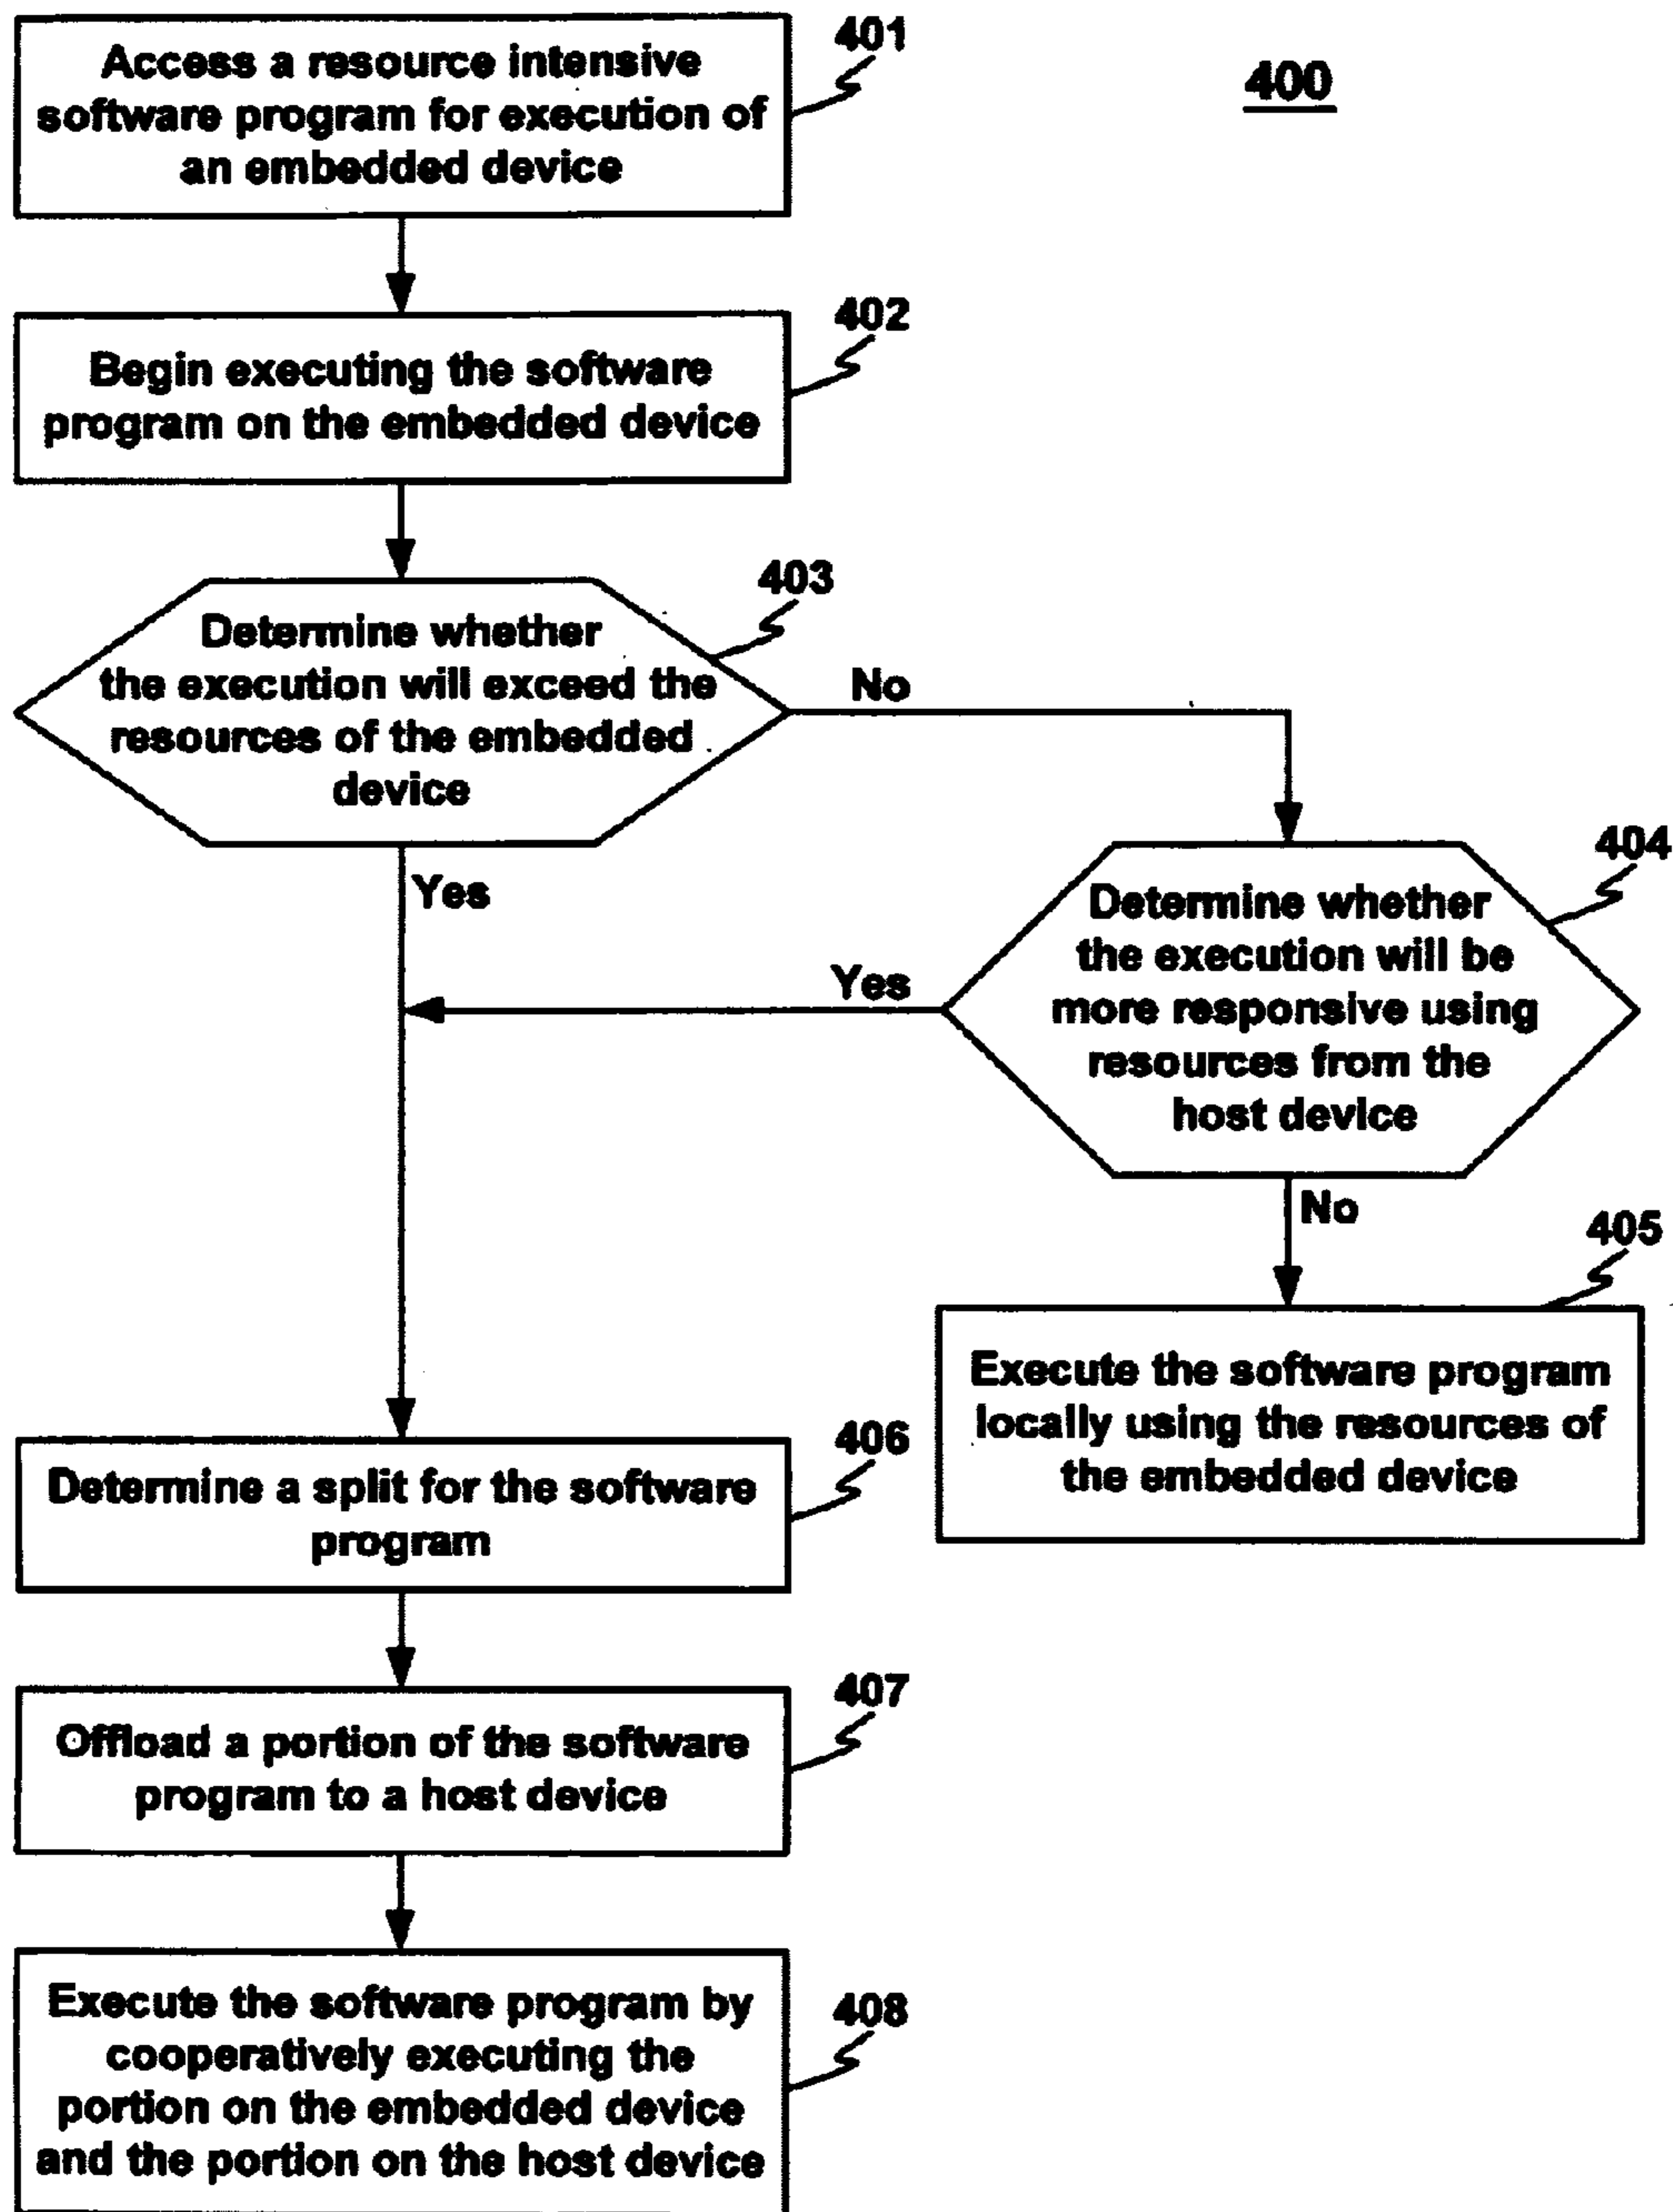 400
401
Access a resource intensive
software program for execution of
an embedded device
402
Begin executing the software
program on the embedded device
403
Determine whether
the execution will exceed the
resources of the embedded
device
No
Yes
404
Determine whether
the execution will be
more responsive using
resources from the
host device
Yes
No
405
Execute the software program
locally using the resources of
the embedded device
406
Determine a split for the software
program
407
Offload a portion of the software
program to a host device
408
Execute the software program by
cooperatively executing the
portion on the embedded device
and the portion on the host device